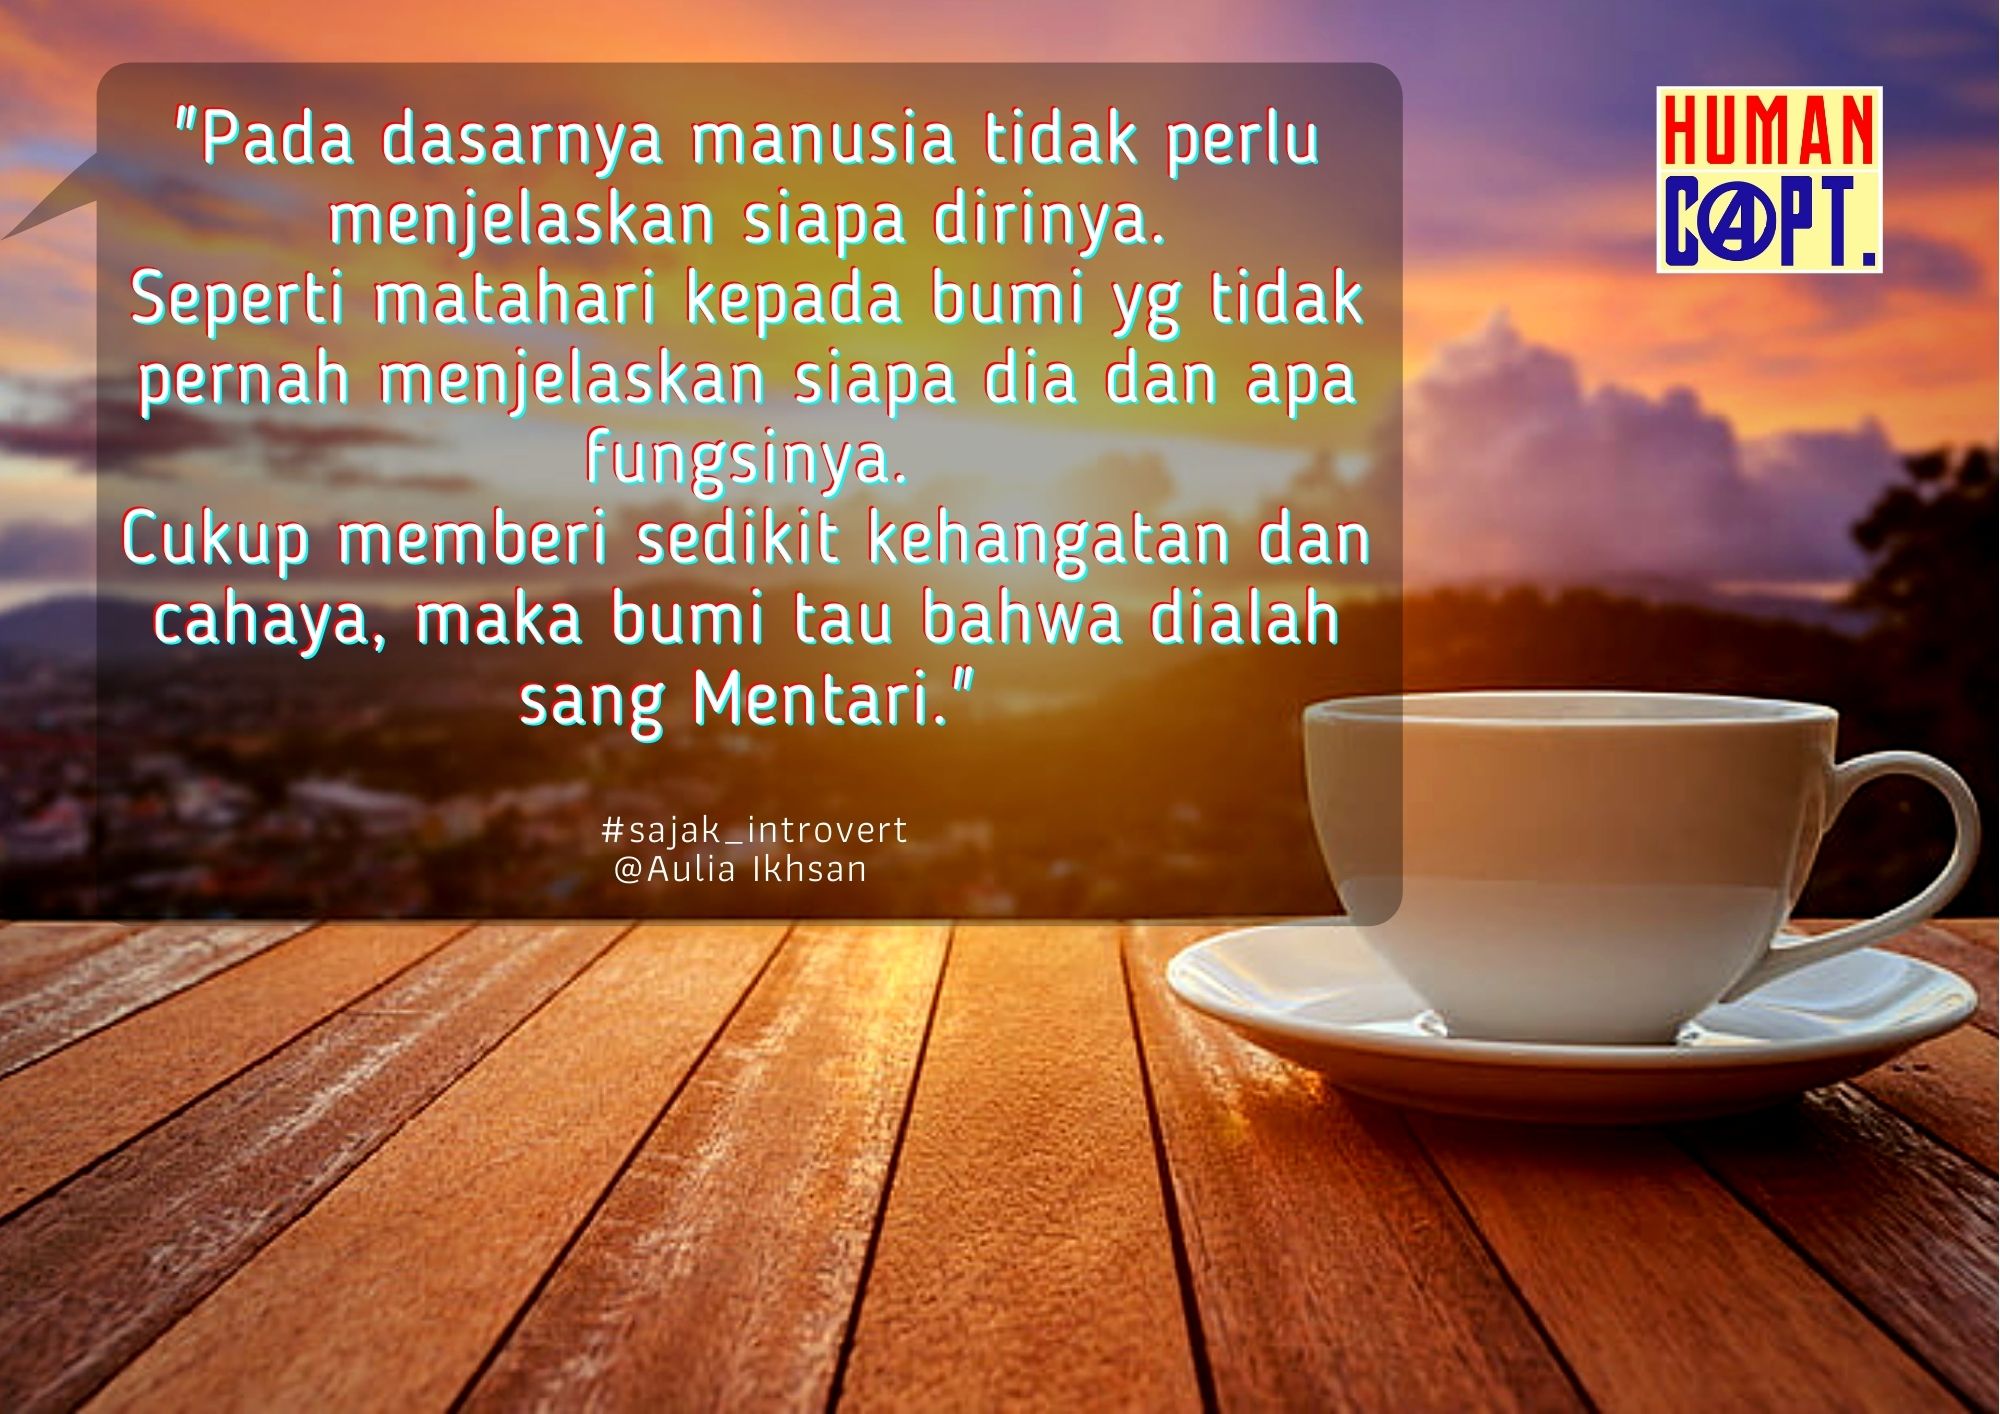 "Pada dasarnya manusia tidak perlu
menjelaskan siapa dirinya.
Seperti matahari kepada bumi yg tidak
pernah menjelaskan siapa dia dan apa
fungsinya.
Cukup memberi sedikit kehangatan dan
cahaya, maka bumi tau bahwa dialah
sang Mentari."
#sajak_introvert
@Aulia Ikhsan
HUMAN
CAPT.